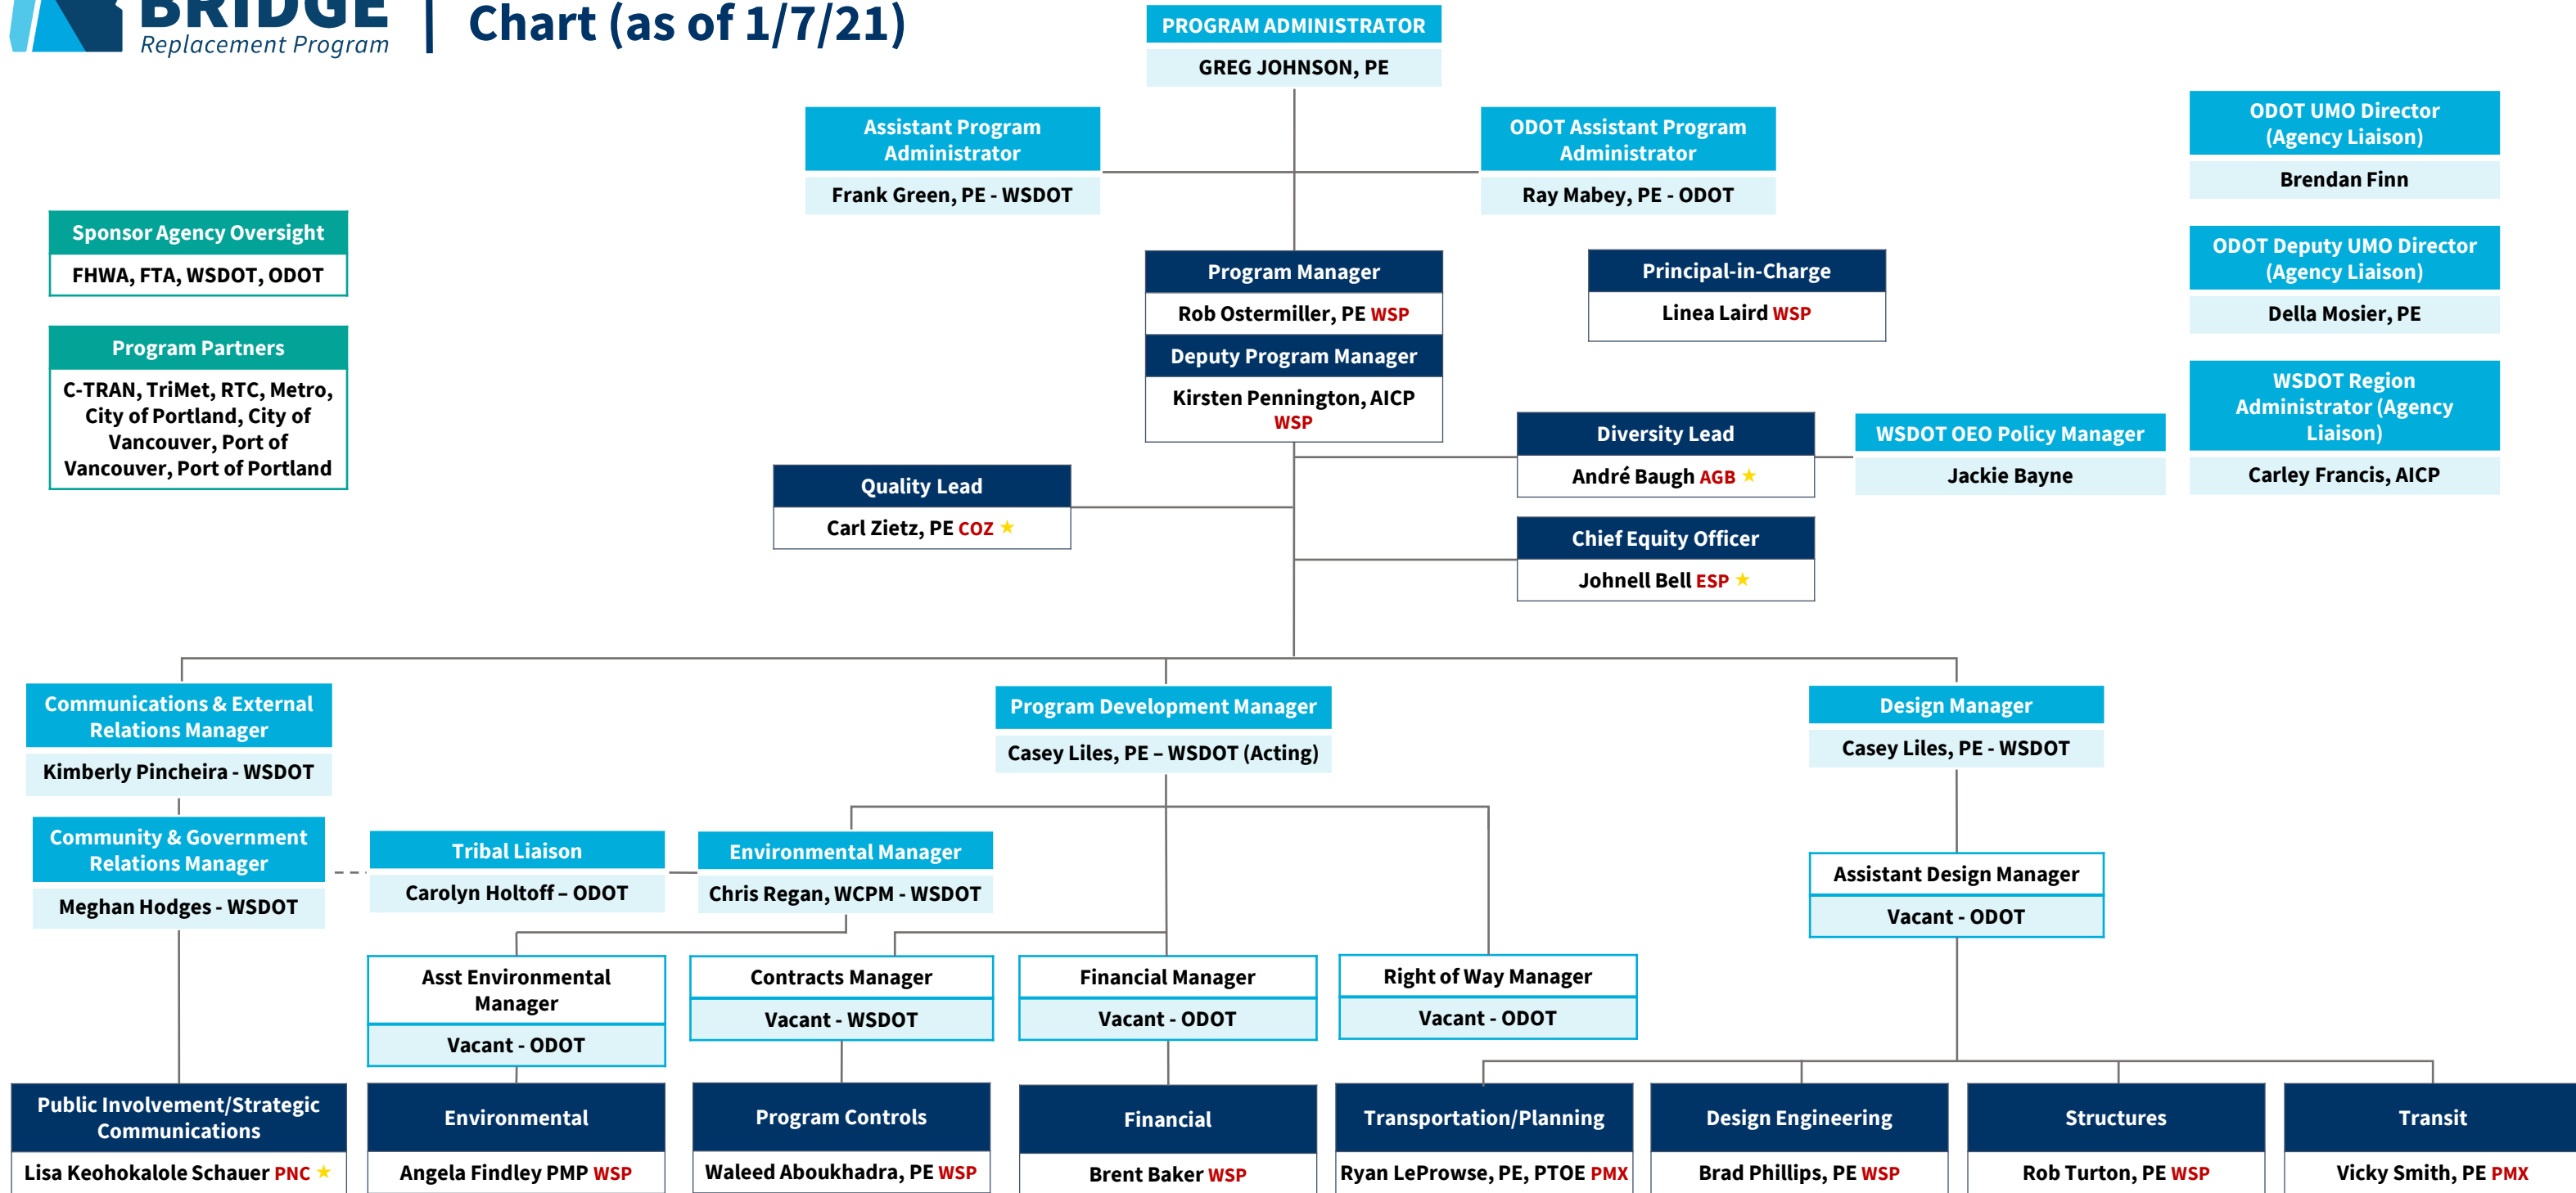 BRIDGE
Replacement Program
Chart (as of 1/7/21)
PROGRAM ADMINISTRATOR
GREG JOHNSON, PE
Assistant Program
Administrator
Frank Green, PE - WSDOT
ODOT Assistant Program
Administrator
Ray Mabey, PE - ODOT
ODOT UMO Director
(Agency Liaison)
Brendan Finn
Sponsor Agency Oversight
FHWA, FTA, WSDOT, ODOT
Program Manager
Rob Ostermiller, PE WSP
Deputy Program Manager
Kirsten Pennington, AICP
WSP
Principal-in-Charge
Linea Laird WSP
ODOT Deputy UMO Director
(Agency Liaison)
Della Mosier, PE
Program Partners
C-TRAN, TriMet, RTC, Metro,
City of Portland, City of
Vancouver, Port of
Vancouver, Port of Portland
WSDOT Region
Administrator (Agency
Liaison)
Carley Francis, AICP
Diversity Lead
André Baugh AGB ★
WSDOT OEO Policy Manager
Jackie Bayne
Quality Lead
Carl Zietz, PE COZ ★
Chief Equity Officer
Johnell Bell ESP ★
Communications & External
Relations Manager
Kimberly Pincheira - WSDOT
Program Development Manager
Casey Liles, PE – WSDOT (Acting)
Design Manager
Casey Liles, PE - WSDOT
Community & Government
Relations Manager
Meghan Hodges - WSDOT
Tribal Liaison
Carolyn Holtoff – ODOT
Environmental Manager
Chris Regan, WCPM - WSDOT
Assistant Design Manager
Vacant - ODOT
Asst Environmental
Manager
Vacant - ODOT
Contracts Manager
Vacant - WSDOT
Financial Manager
Vacant - ODOT
Right of Way Manager
Vacant - ODOT
Public Involvement/Strategic
Communications
Lisa Keohokalole Schauer PNC ★
Environmental
Angela Findley PMP WSP
Program Controls
Waleed Aboukhadra, PE WSP
Financial
Brent Baker WSP
Transportation/Planning
Ryan LeProwse, PE, PTOE PMX
Design Engineering
Brad Phillips, PE WSP
Structures
Rob Turton, PE WSP
Transit
Vicky Smith, PE PMX